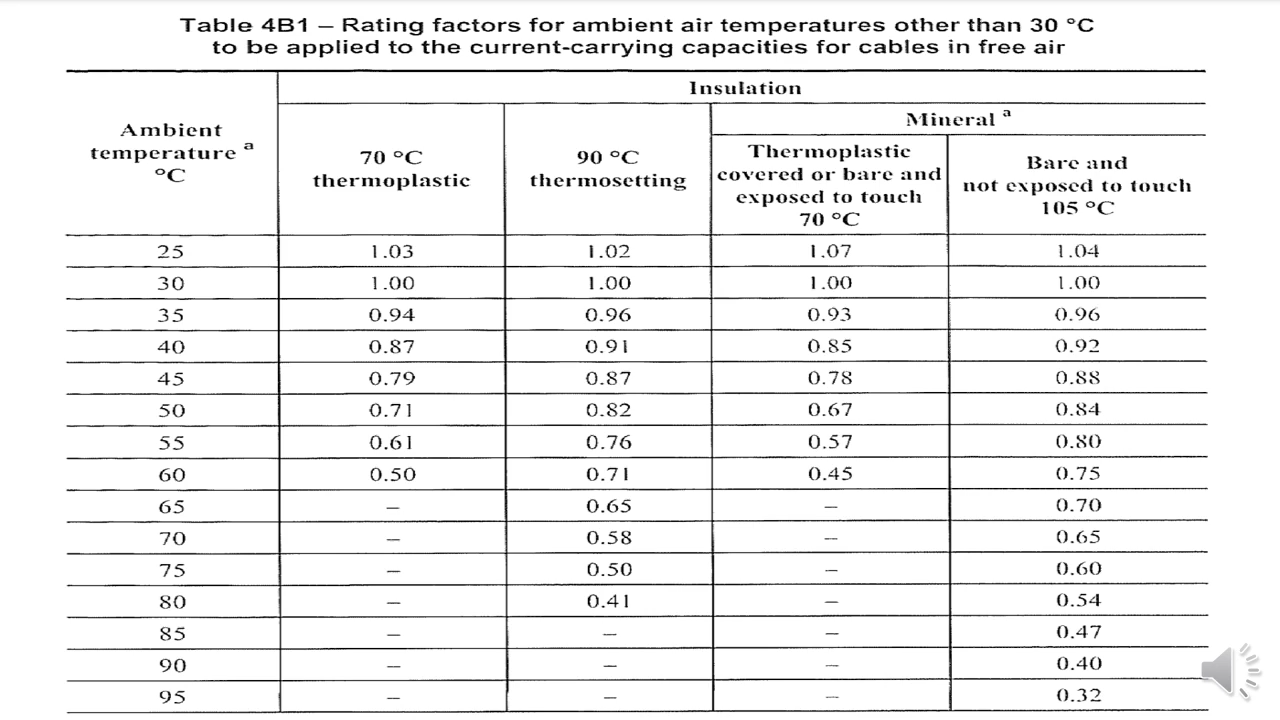 Table 4B1 – Rating factors for ambient air temperatures other than 30 °C
to be applied to the current-carrying capacities for cables in free air
Insulation
Ambient
temperature a
°C
70 °C
thermoplastic
90 °C
thermosetting
Mineral a
Thermoplastic
covered or bare and
exposed to touch
70 °C
Bare and
not exposed to touch
105 °C
25 1.03 1.02 1.07 1.04
30 1.00 1.00 1.00 1.00
35 0.94 0.96 0.93 0.96
40 0.87 0.91 0.85 0.92
45 0.79 0.87 0.78 0.88
50 0.71 0.82 0.67 0.84
55 0.61 0.76 0.57 0.80
60 0.50 0.71 0.45 0.75
65 – 0.65 – 0.70
70 – 0.58 – 0.65
75 – 0.50 – 0.60
80 – 0.41 – 0.54
85 – – – 0.47
90 – – – 0.40
95 – – – 0.32